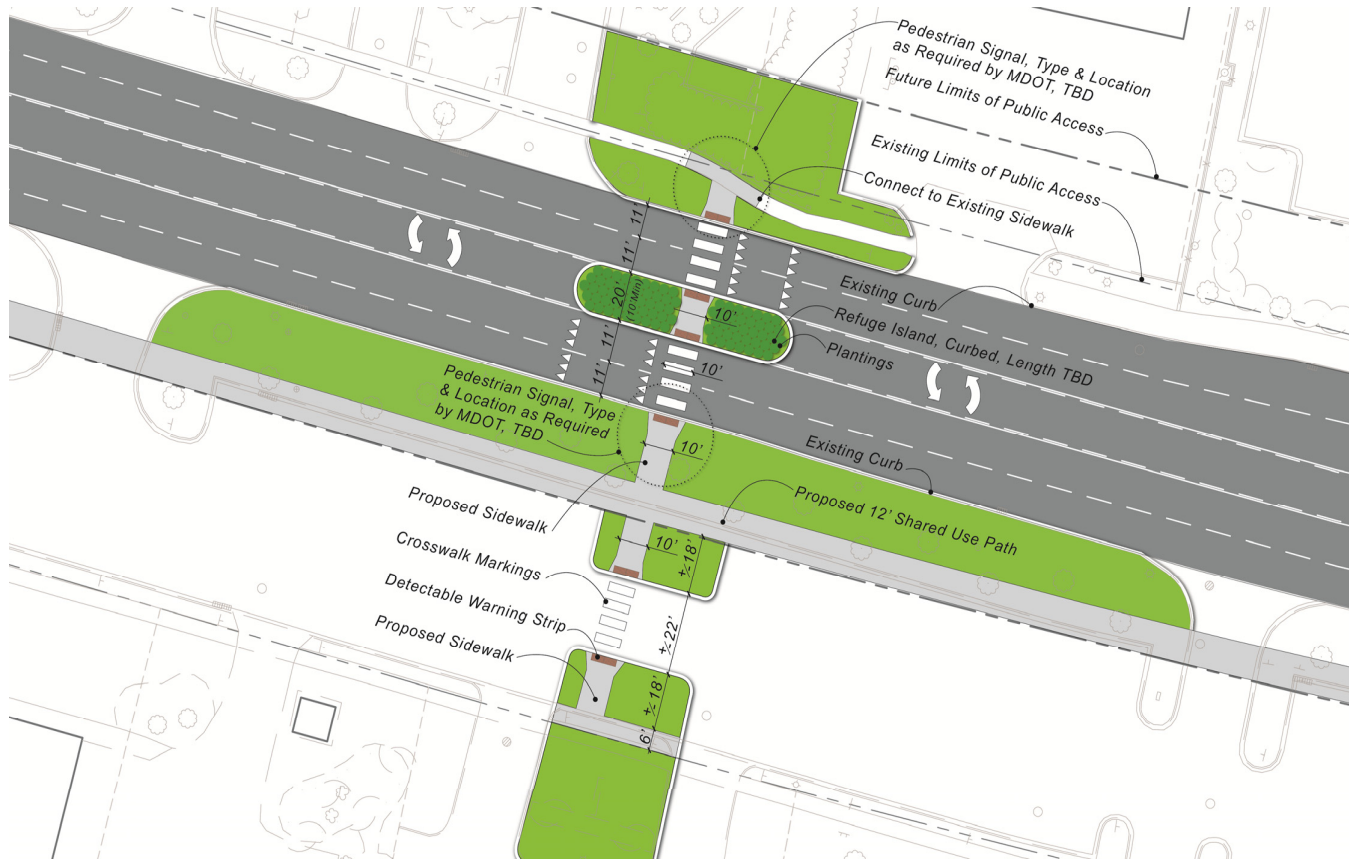 Pedestrian Signal, Type & Location
as Required by MDOT, TBD
Future Limits of Public Access
Existing Limits of Public Access
Connect to Existing Sidewalk
11'
11'
20'
(10' Min)
11'
11'
10'
10'
Existing Curb
Refuge Island, Curbed, Length TBD
Plantings
Pedestrian Signal, Type
& Location as Required
by MDOT, TBD
10'
Existing Curb
Proposed 12' Shared Use Path
Proposed Sidewalk
Crosswalk Markings
Detectable Warning Strip
Proposed Sidewalk
10'
+/-18'
+/-22'
+/-18'
6'